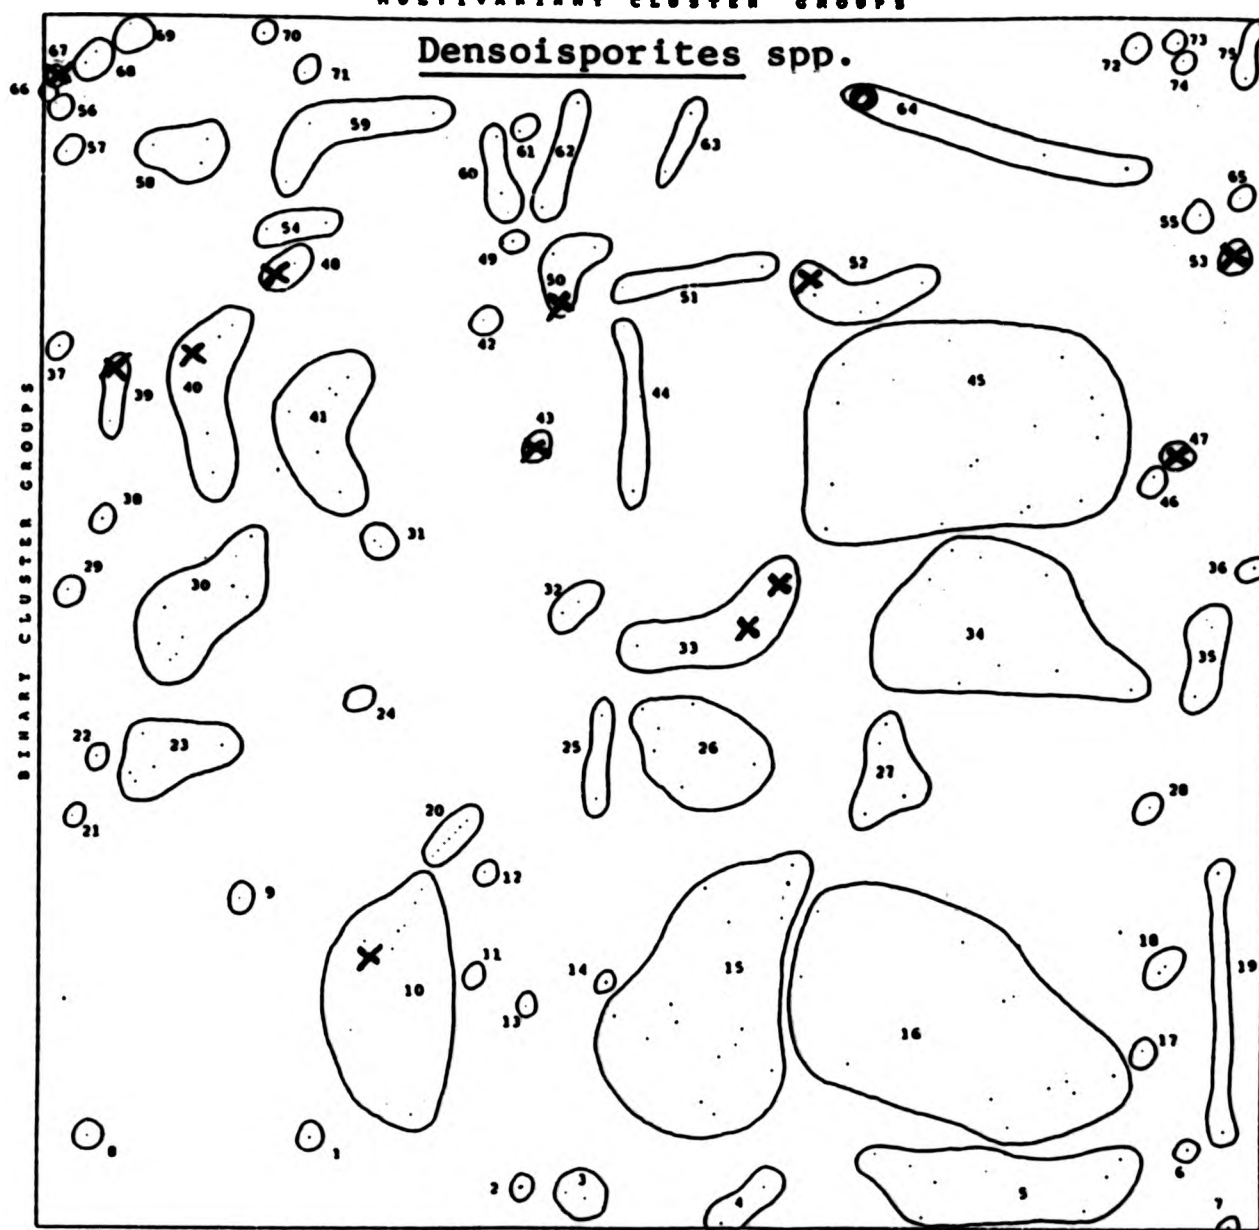 MULTIVARIANT CLUSTER GROUPS
Densoisporites spp.
BINARY CLUSTER GROUPS
67 69 70 73
68 71 72 74 75
66 56 59 64
57 58 60 61 62 63
65 55
54 48 49 50 51 52 53
42
37 39 40 41 43 44 45 47
46
38 31
29 30 32 33 34 36
35
24
22 23 25 26 27
21 20 28
9 12
10 11 14 15 18 19
13 16 17
8 1 6
2 3 4 5 7